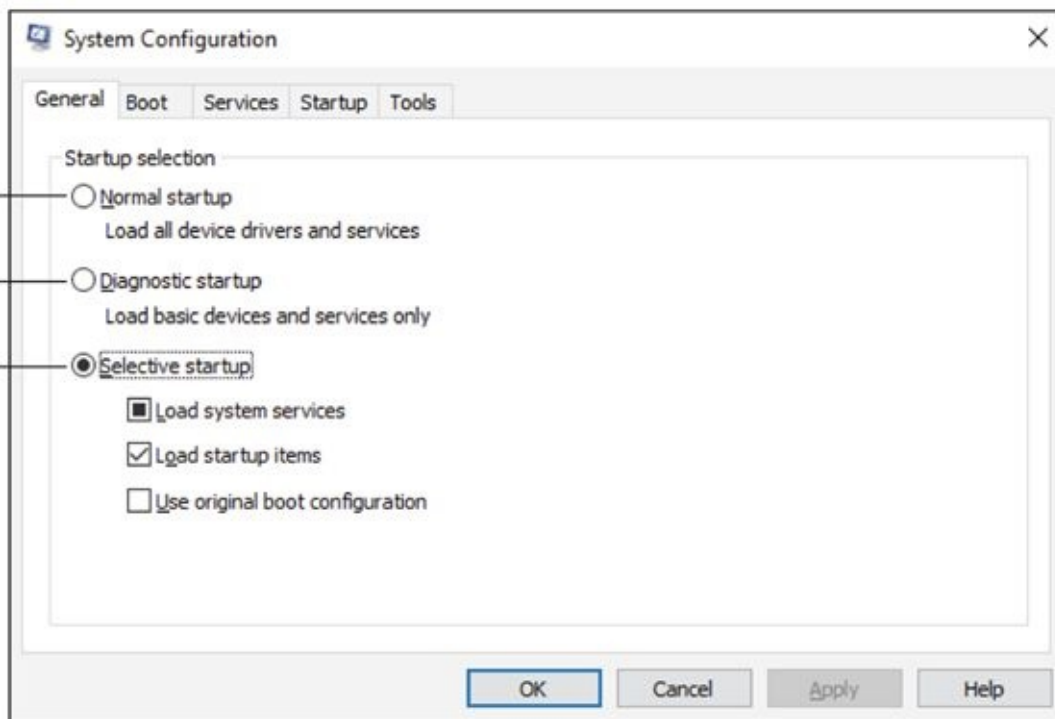 System Configuration
General Boot Services Startup Tools
Startup selection
Normal startup
Load all device drivers and services
Diagnostic startup
Load basic devices and services only
Selective startup
Load system services
Load startup items
Use original boot configuration
OK Cancel Apply Help